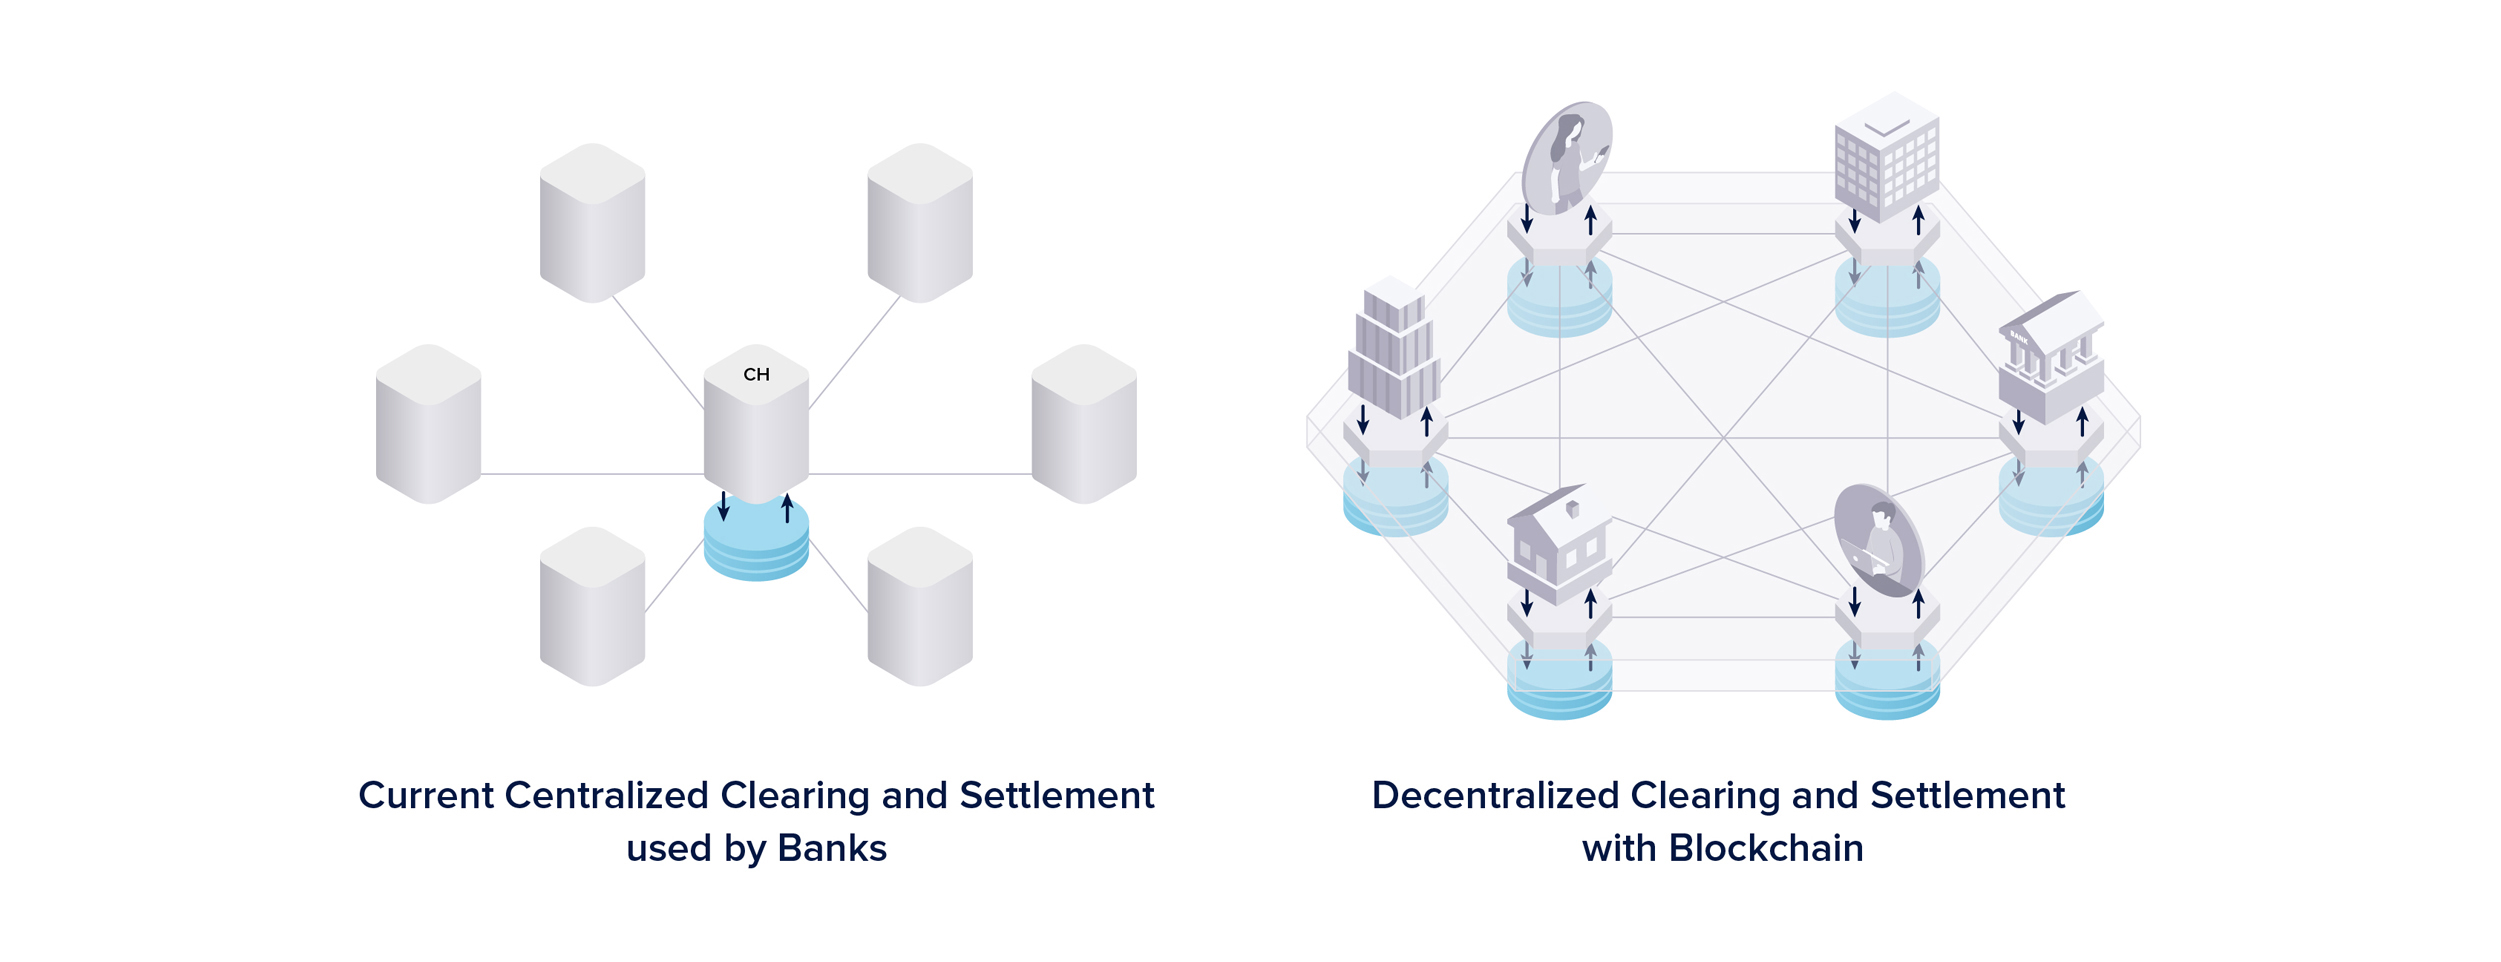 CH
BANK
Current Centralized Clearing and Settlement
used by Banks
Decentralized Clearing and Settlement
with Blockchain